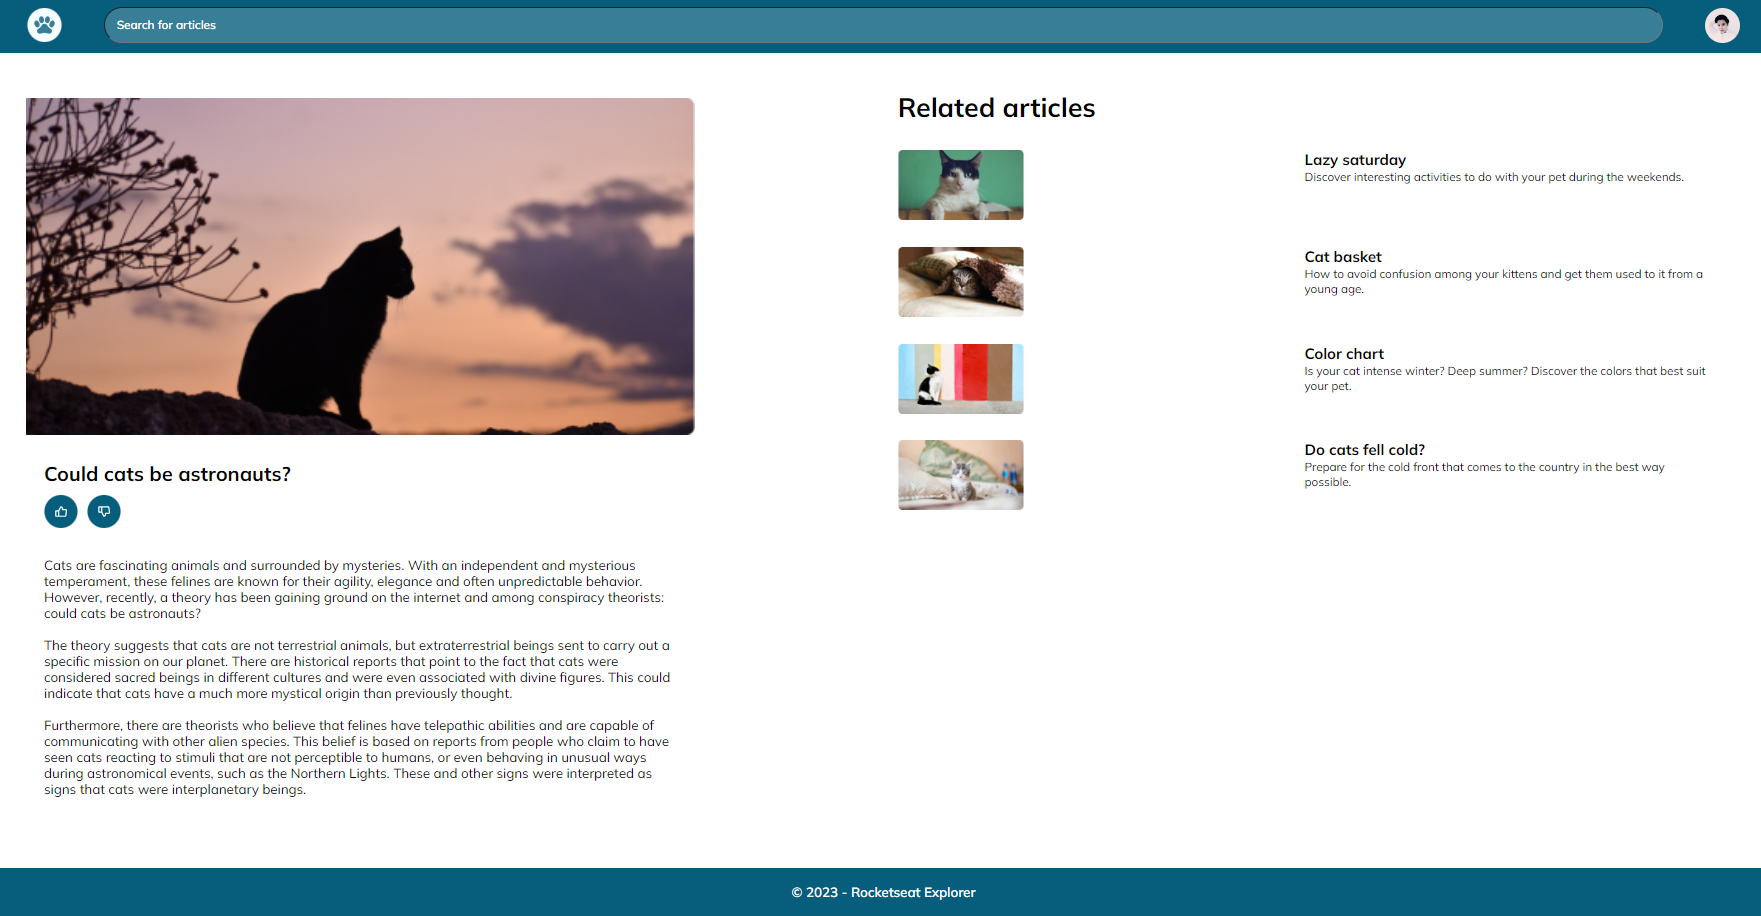 Search for articles
Could cats be astronauts?
Cats are fascinating animals and surrounded by mysteries. With an independent and mysterious
temperament, these felines are known for their agility, elegance and often unpredictable behavior.
However, recently, a theory has been gaining ground on the internet and among conspiracy theorists:
could cats be astronauts?
The theory suggests that cats are not terrestrial animals, but extraterrestrial beings sent to carry out a
specific mission on our planet. There are historical reports that point to the fact that cats were
considered sacred beings in different cultures and were even associated with divine figures. This could
indicate that cats have a much more mystical origin than previously thought.
Furthermore, there are theorists who believe that felines have telepathic abilities and are capable of
communicating with other alien species. This belief is based on reports from people who claim to have
seen cats reacting to stimuli that are not perceptible to humans, or even behaving in unusual ways
during astronomical events, such as the Northern Lights. These and other signs were interpreted as
signs that cats were interplanetary beings.
Related articles
Lazy saturday
Discover interesting activities to do with your pet during the weekends.
Cat basket
How to avoid confusion among your kittens and get them used to it from a
young age.
Color chart
Is your cat intense winter? Deep summer? Discover the colors that best suit
your pet.
Do cats fell cold?
Prepare for the cold front that comes to the country in the best way
possible.
© 2023 - Rocketseat Explorer